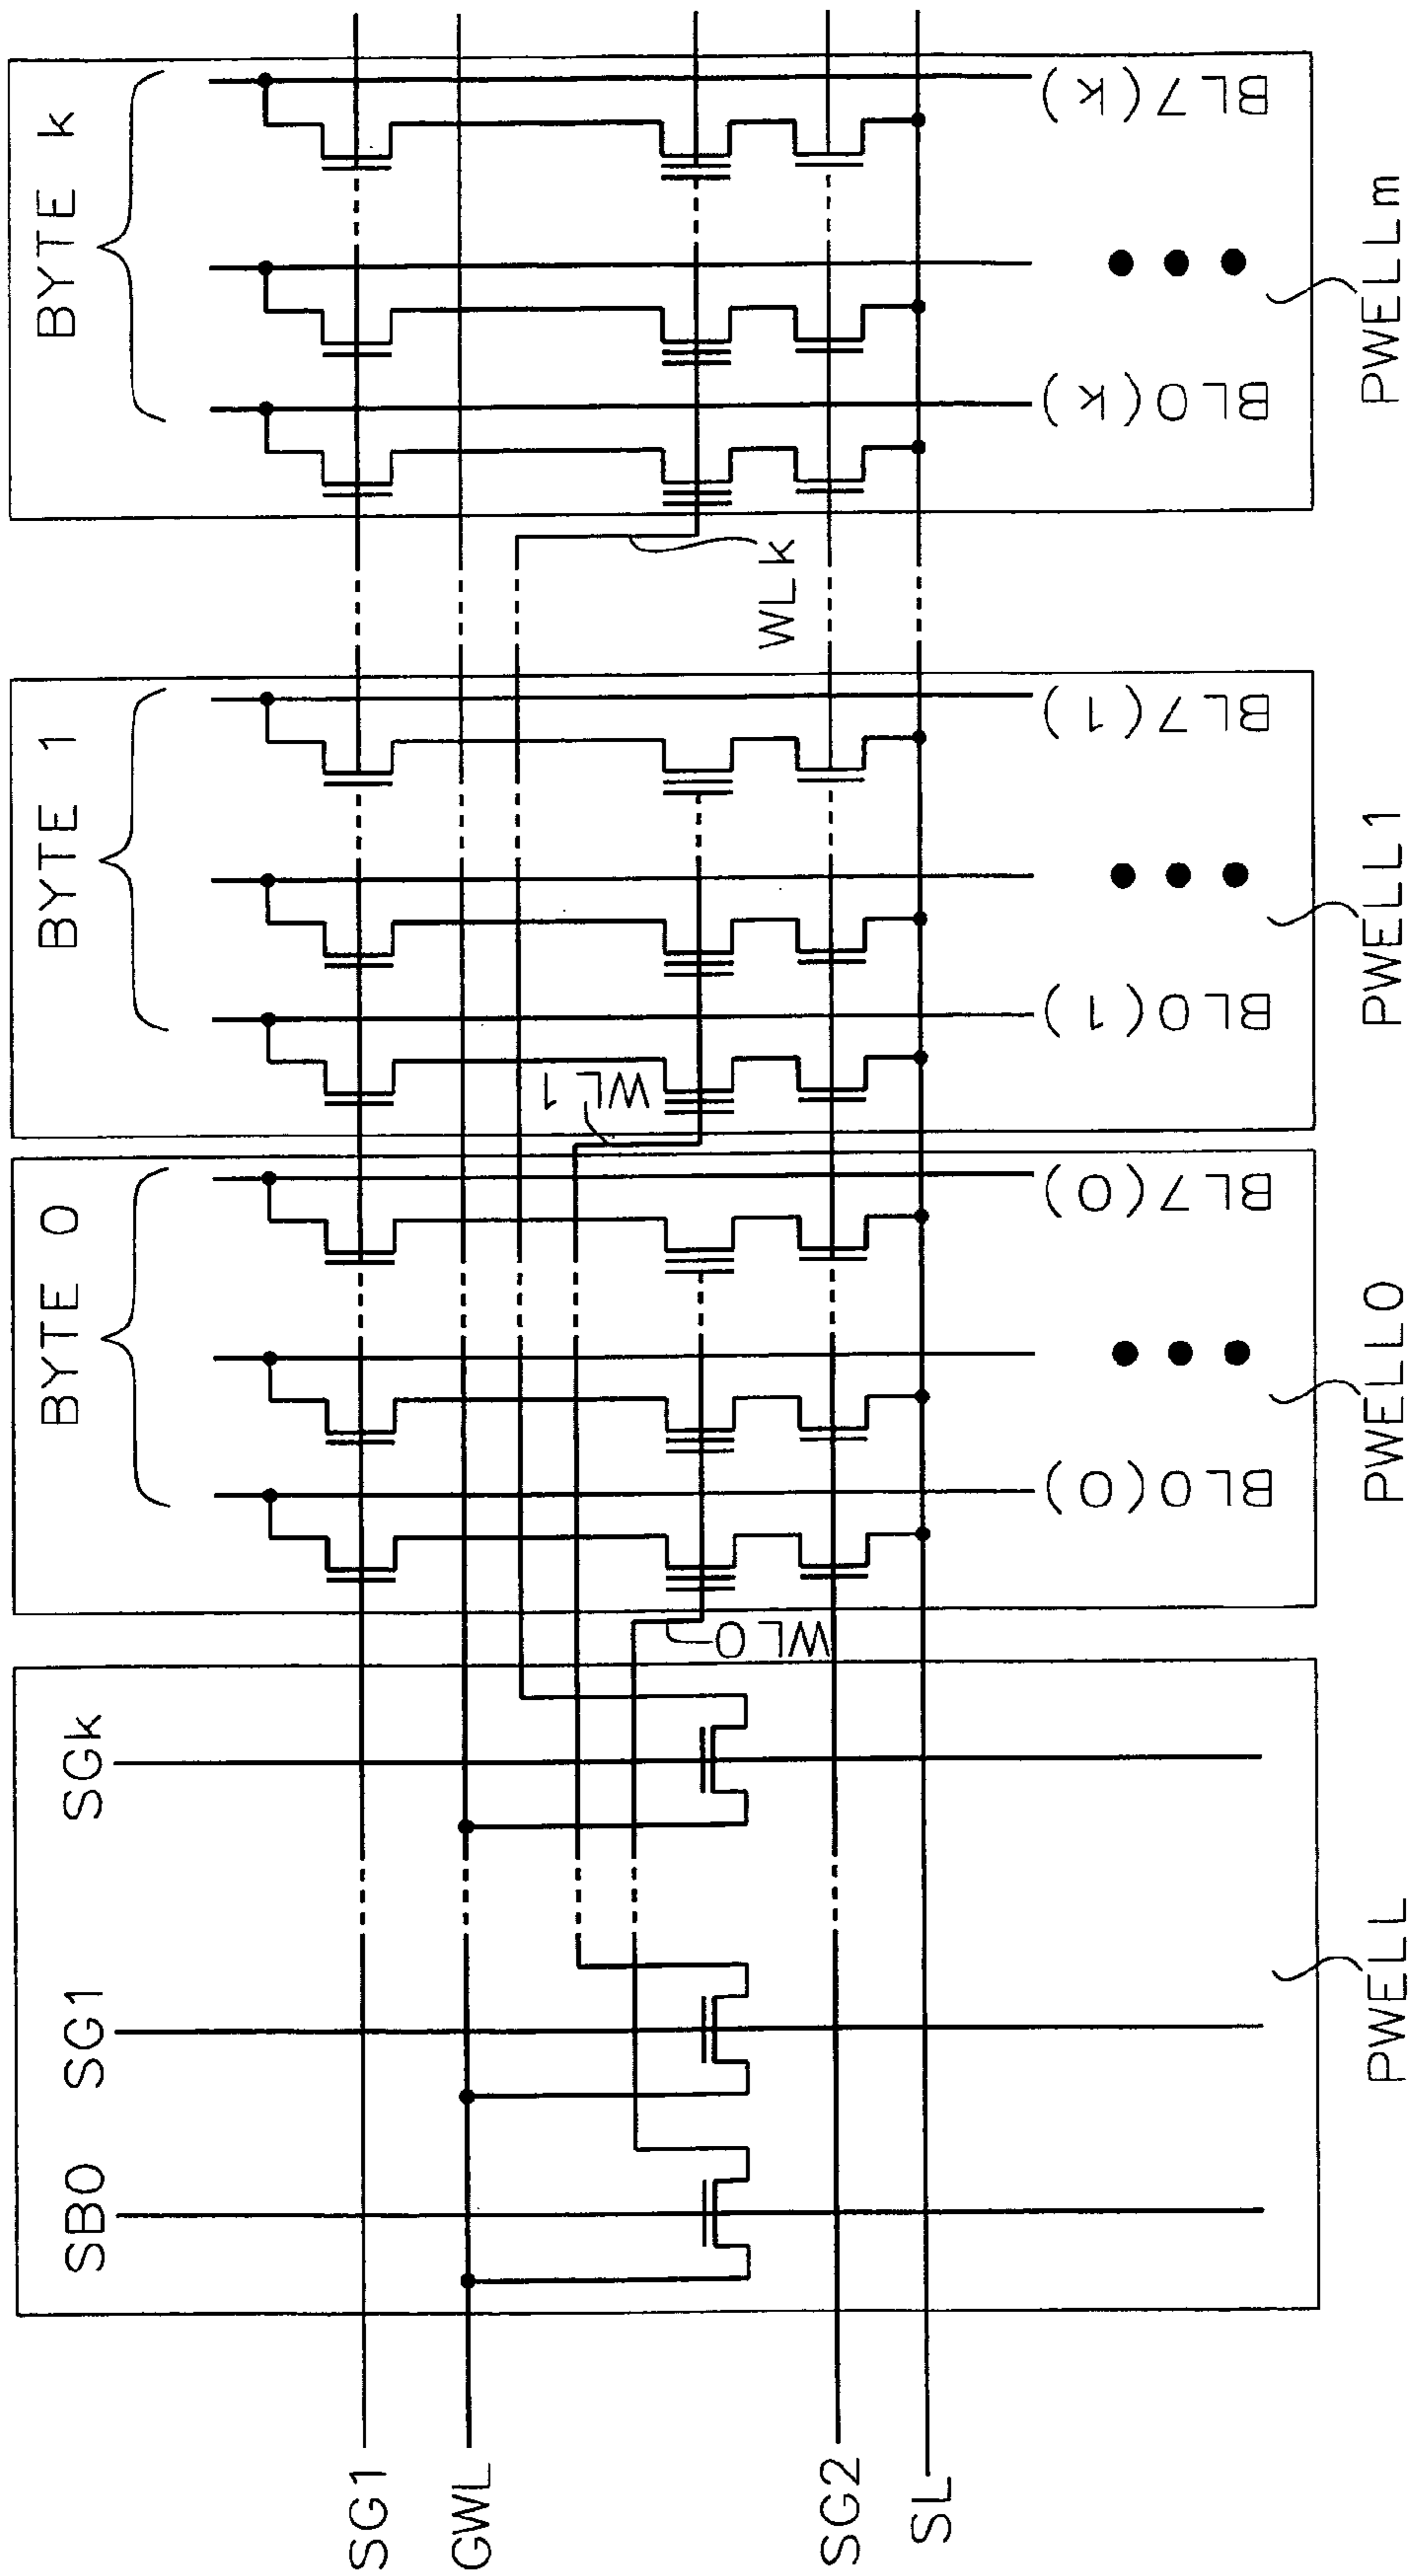 SB0
SG1
SGk
BYTE 0
BYTE 1
BYTE k
SG1
GWL
SG2
SL
WL0
WL1
WLk
BL0(0)
BL7(0)
BL0(1)
BL7(1)
BL0(k)
BL7(k)
PWELL
PWELL0
PWELL1
PWELLm